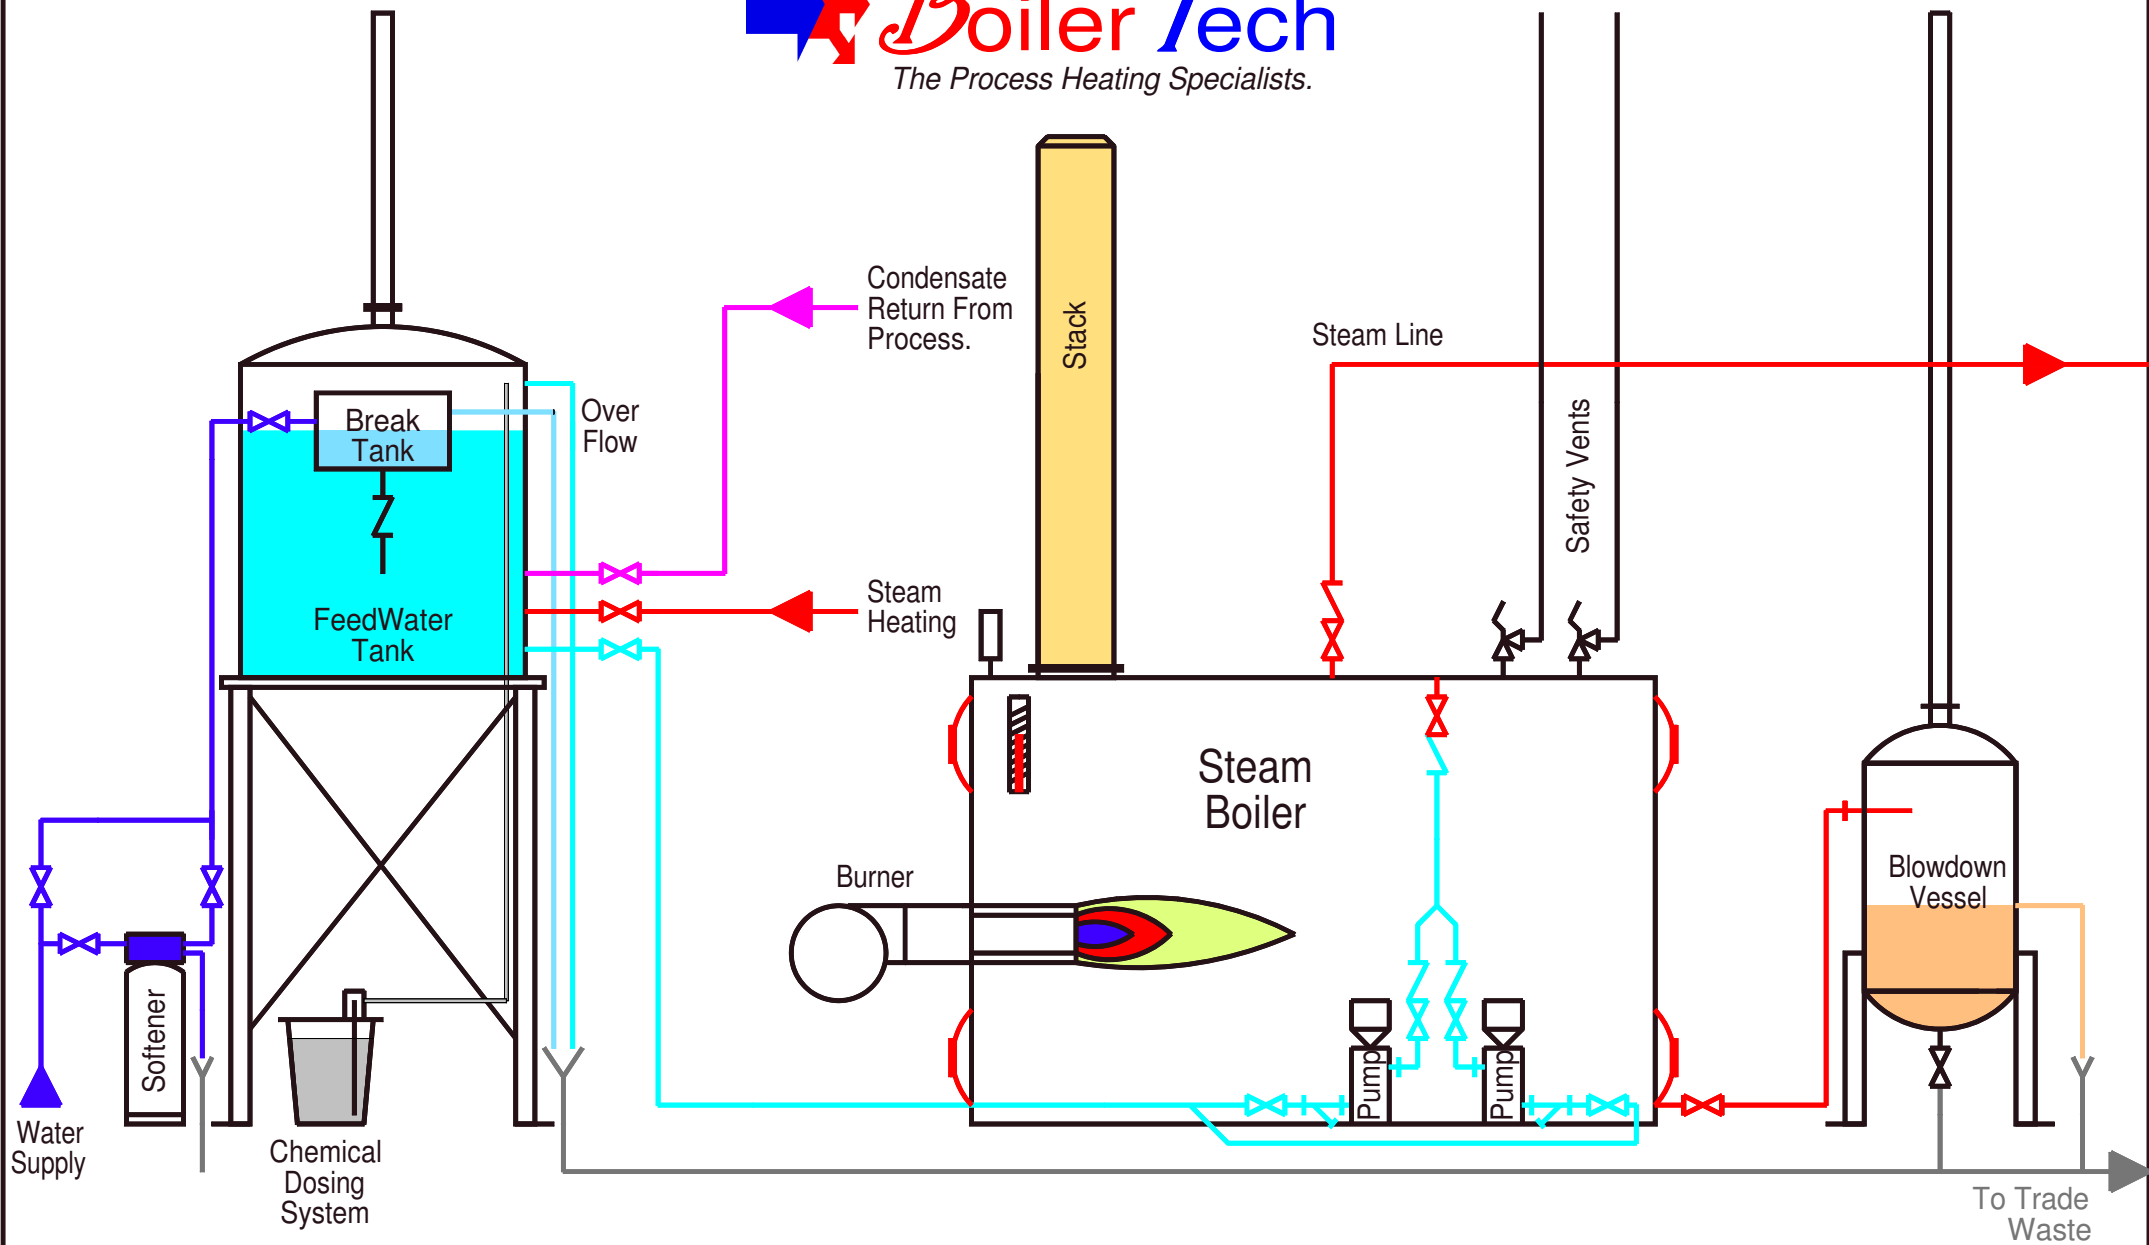 Boiler Tech
The Process Heating Specialists.
Condensate
Return From
Process.
Stack
Steam Line
Safety Vents
Break
Tank
Over
Flow
FeedWater
Tank
Steam
Heating
Steam
Boiler
Burner
Blowdown
Vessel
Softener
Pump
Pump
Water
Supply
Chemical
Dosing
System
To Trade
Waste